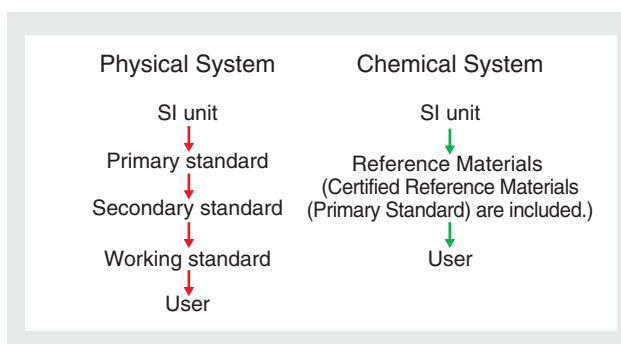 Physical System
SI unit
Primary standard
Secondary standard
Working standard
User
Chemical System
SI unit
Reference Materials
(Certified Reference Materials
(Primary Standard) are included.)
User